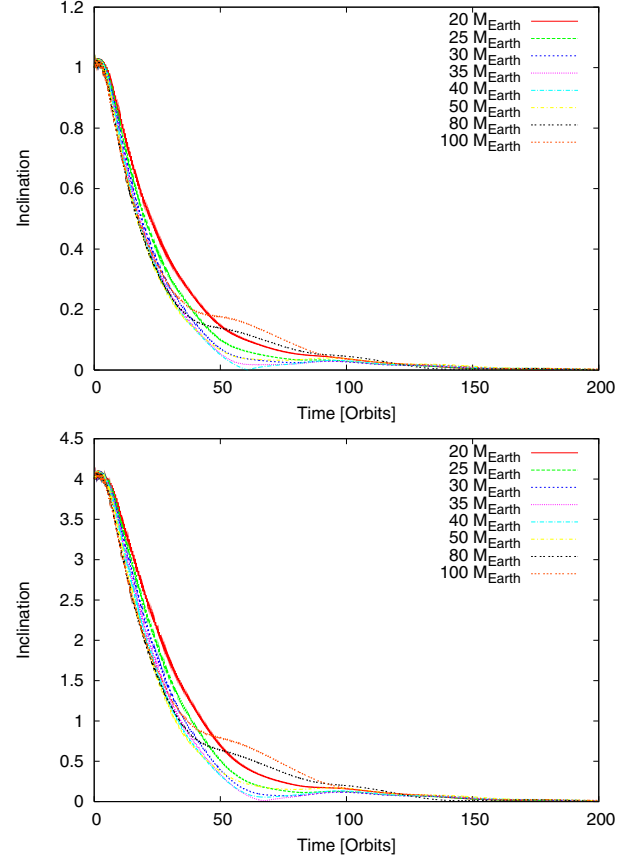 1.2
1
0.8
0.6
0.4
0.2
0
Inclination
20 M_Earth
25 M_Earth
30 M_Earth
35 M_Earth
40 M_Earth
50 M_Earth
80 M_Earth
100 M_Earth
0 50 100 150 200
Time [Orbits]
4.5
4
3.5
3
2.5
2
1.5
1
0.5
0
Inclination
20 M_Earth
25 M_Earth
30 M_Earth
35 M_Earth
40 M_Earth
50 M_Earth
80 M_Earth
100 M_Earth
0 50 100 150 200
Time [Orbits]